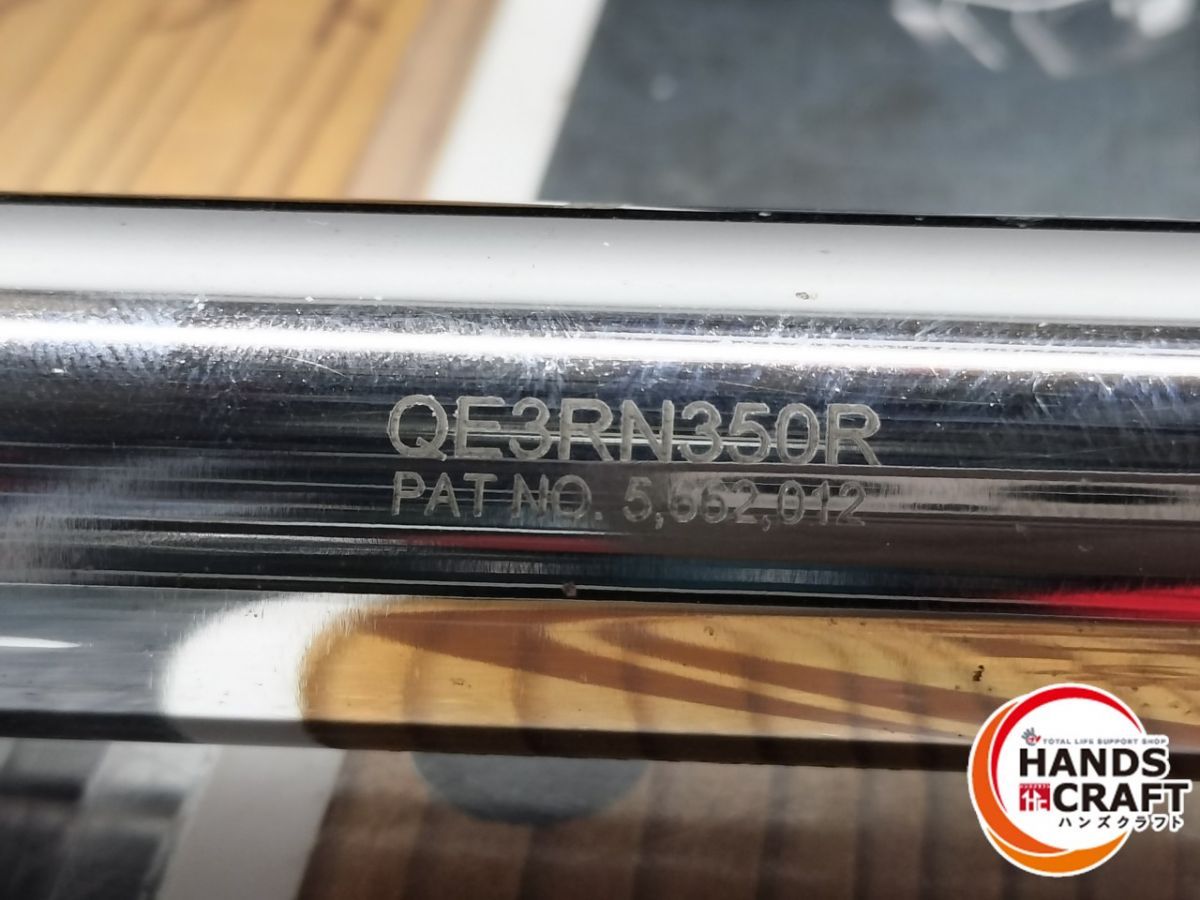 QE3RN350R
PAT NO. 5,662,012
TOTAL LIFE SUPPORT SHOP
HANDS
CRAFT
ハンズクラフト